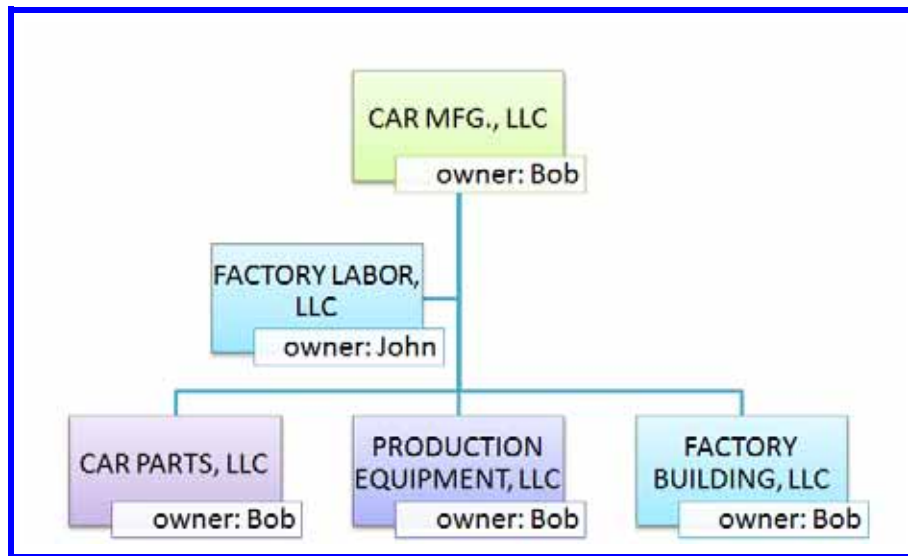 CAR MFG., LLC
owner: Bob
FACTORY LABOR,
LLC
owner: John
CAR PARTS, LLC
owner: Bob
PRODUCTION
EQUIPMENT, LLC
owner: Bob
FACTORY
BUILDING, LLC
owner: Bob